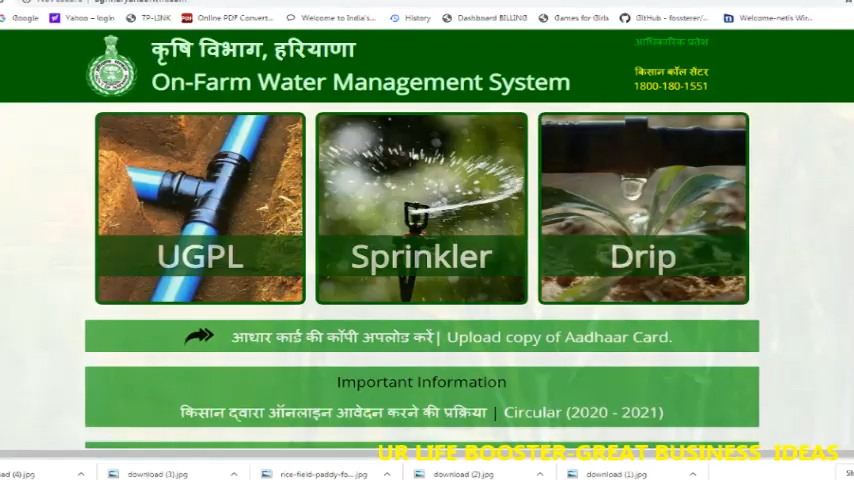 Google Yahoo – login TP-LINK Online PDF Convert... Welcome to India's... History Dashboard BILLING Games for Girls GitHub - fossterer/... Welcome-netis Wir...
कृषि विभाग, हरियाणा
On-Farm Water Management System
आधिकारिक प्रवेश
किसान कॉल सेंटर
1800-180-1551
UGPL Sprinkler Drip
आधार कार्ड की कॉपी अपलोड करें| Upload copy of Aadhaar Card.
Important Information
किसान द्वारा ऑनलाइन आवेदन करने की प्रक्रिया | Circular (2020 - 2021)
UR LIFE BOOSTER-GREAT BUSINESS IDEAS
ad (4).jpg download (3).jpg rice-field-paddy-fo....jpg download (2).jpg download (1).jpg